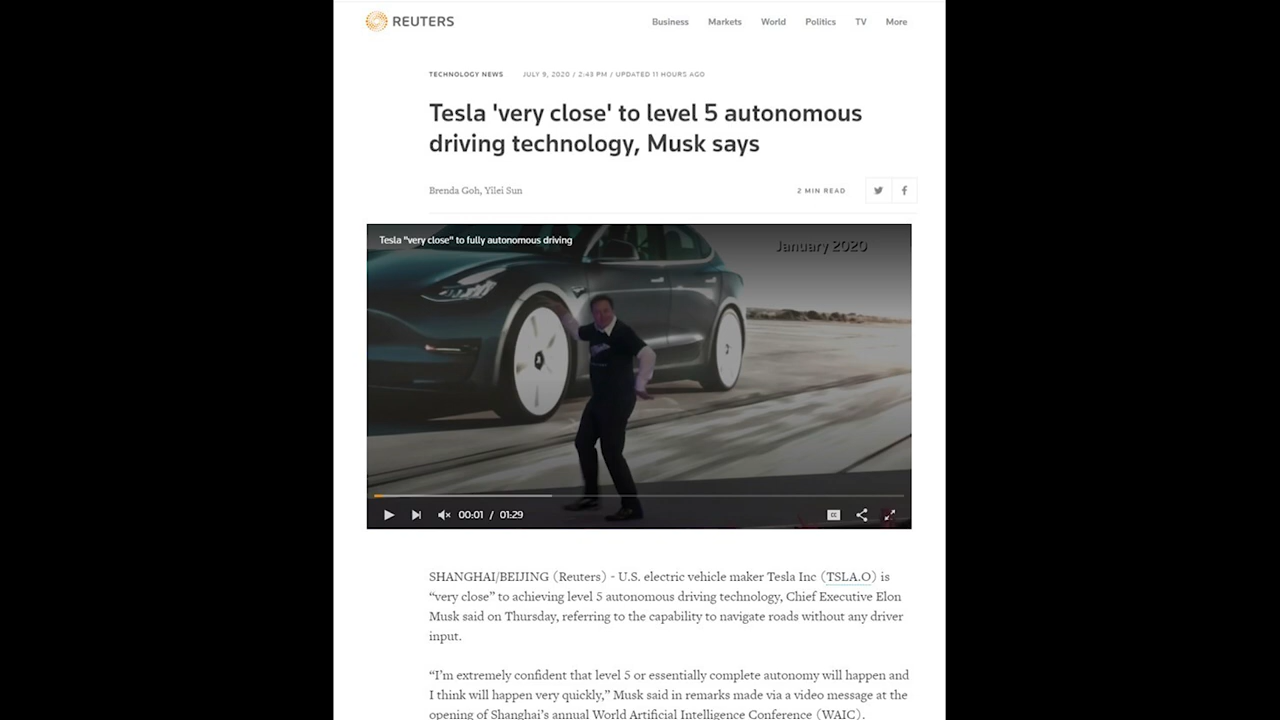 REUTERS
Business Markets World Politics TV More
TECHNOLOGY NEWS JULY 9, 2020 / 2:43 PM / UPDATED 11 HOURS AGO
Tesla 'very close' to level 5 autonomous
driving technology, Musk says
Brenda Goh, Yilei Sun
2 MIN READ
Tesla "very close" to fully autonomous driving
January 2020
00:01 / 01:29
CC
SHANGHAI/BEIJING (Reuters) - U.S. electric vehicle maker Tesla Inc (TSLA.O) is
“very close” to achieving level 5 autonomous driving technology, Chief Executive Elon
Musk said on Thursday, referring to the capability to navigate roads without any driver
input.
“I’m extremely confident that level 5 or essentially complete autonomy will happen and
I think will happen very quickly,” Musk said in remarks made via a video message at the
opening of Shanghai’s annual World Artificial Intelligence Conference (WAIC).